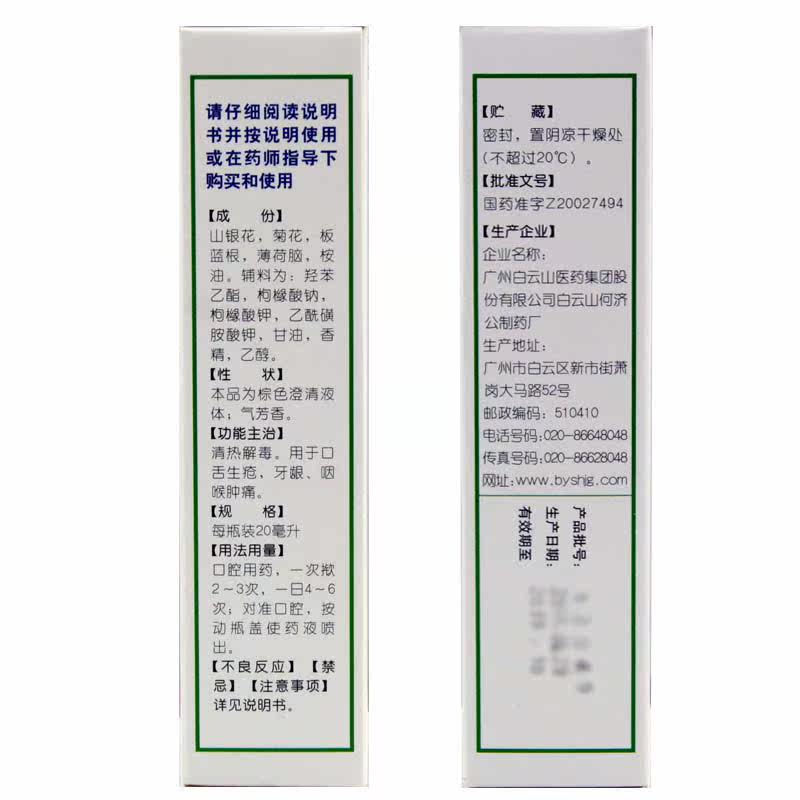 请仔细阅读说明
书并按说明使用
或在药师指导下
购买和使用
【成　份】
山银花，菊花，板
蓝根，薄荷脑，桉
油。辅料为：羟苯
乙酯，枸橼酸钠，
枸橼酸钾，乙酰磺
胺酸钾，甘油，香
精，乙醇。
【性　状】
本品为棕色澄清液
体；气芳香。
【功能主治】
清热解毒。用于口
舌生疮，牙龈、咽
喉肿痛。
【规　格】
每瓶装20毫升
【用法用量】
口腔用药，一次揿
2～3次，一日4～6
次；对准口腔，按
动瓶盖使药液喷
出。
【不良反应】【禁
忌】【注意事项】
详见说明书。
【贮　藏】
密封，置阴凉干燥处
(不超过20℃)。
【批准文号】
国药准字Z20027494
【生产企业】
企业名称：
广州白云山医药集团股
份有限公司白云山何济
公制药厂
生产地址：
广州市白云区新市街萧
岗大马路52号
邮政编码：510410
电话号码:020-86648048
传真号码:020-86628048
网址:www.byshjg.com
产品批号:
生产日期:
有效期至